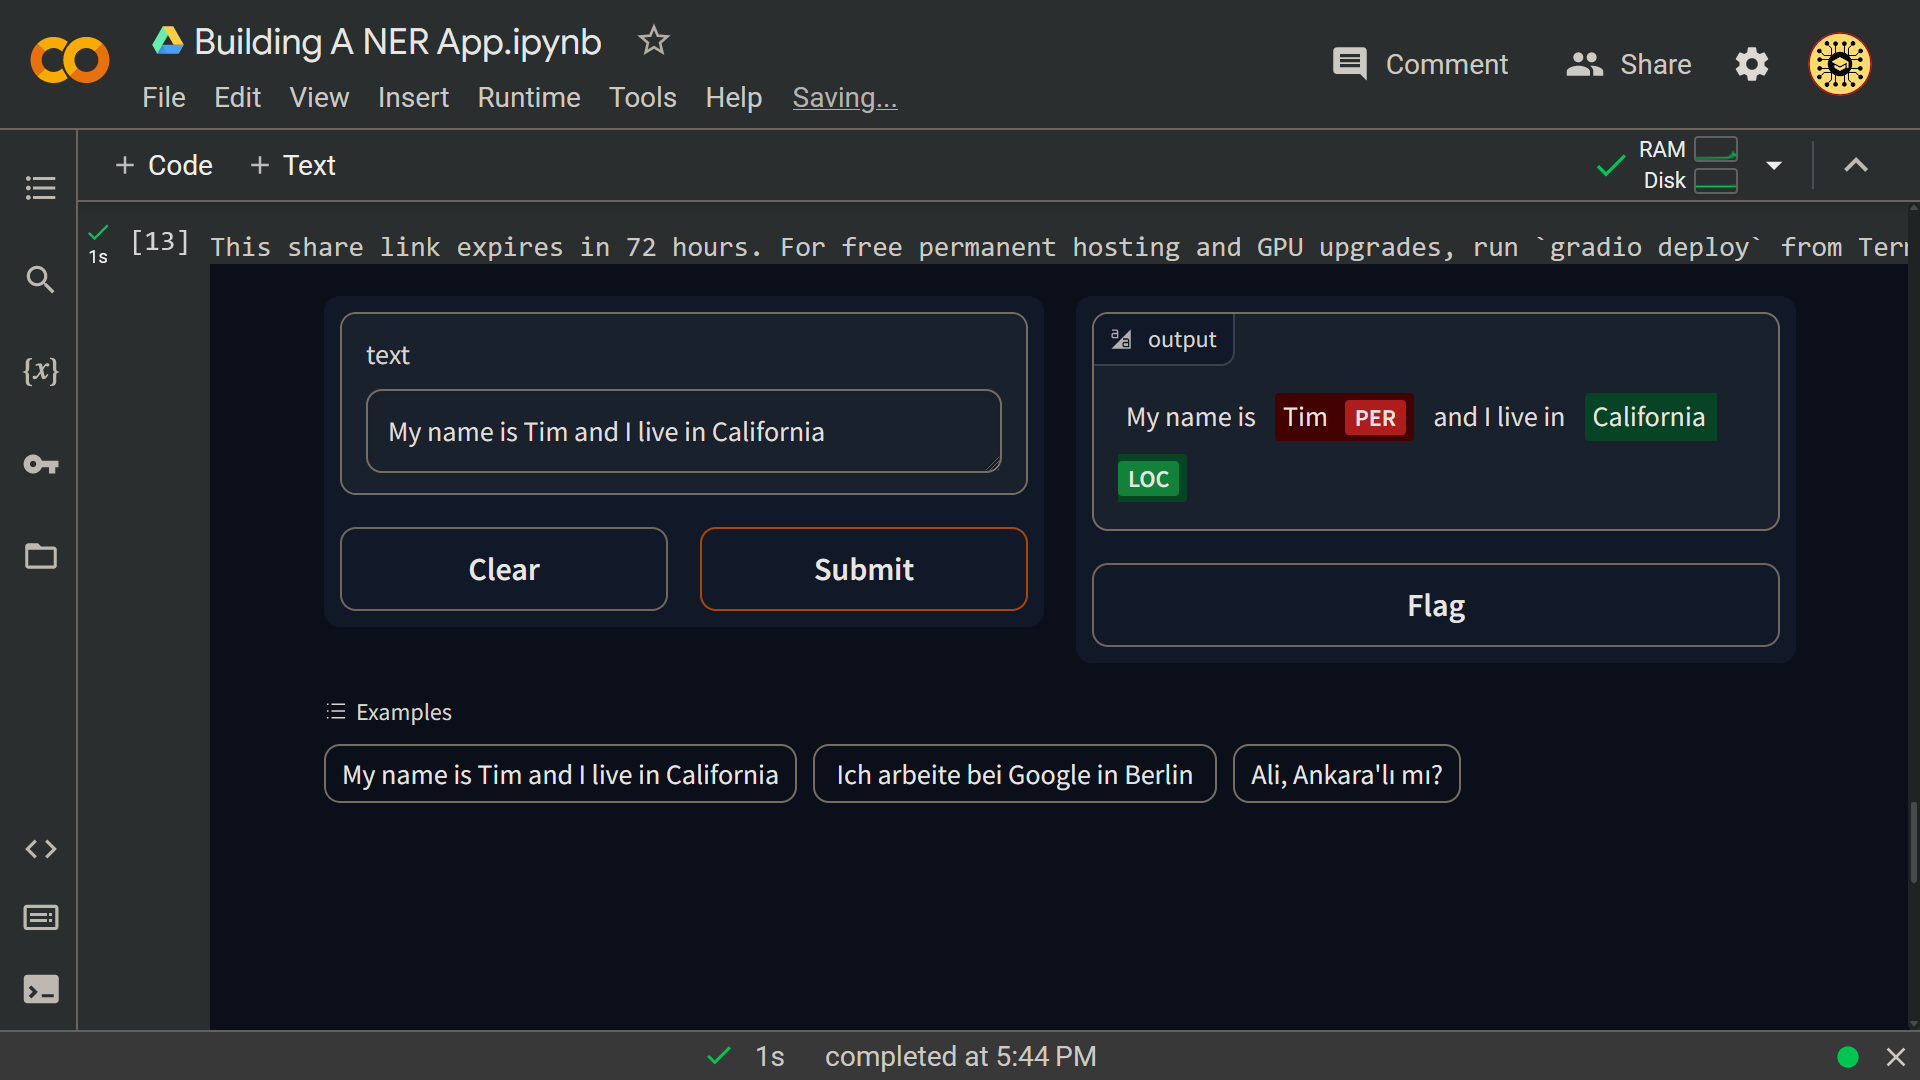 Building A NER App.ipynb
Comment
Share
File Edit View Insert Runtime Tools Help Saving...
+ Code + Text
RAM
Disk
1s
[13]
This share link expires in 72 hours. For free permanent hosting and GPU upgrades, run `gradio deploy` from Ter
text
My name is Tim and I live in California
Clear
Submit
output
My name is Tim PER and I live in California
LOC
Flag
Examples
My name is Tim and I live in California
Ich arbeite bei Google in Berlin
Ali, Ankara'lı mı?
{x}
1s completed at 5:44 PM